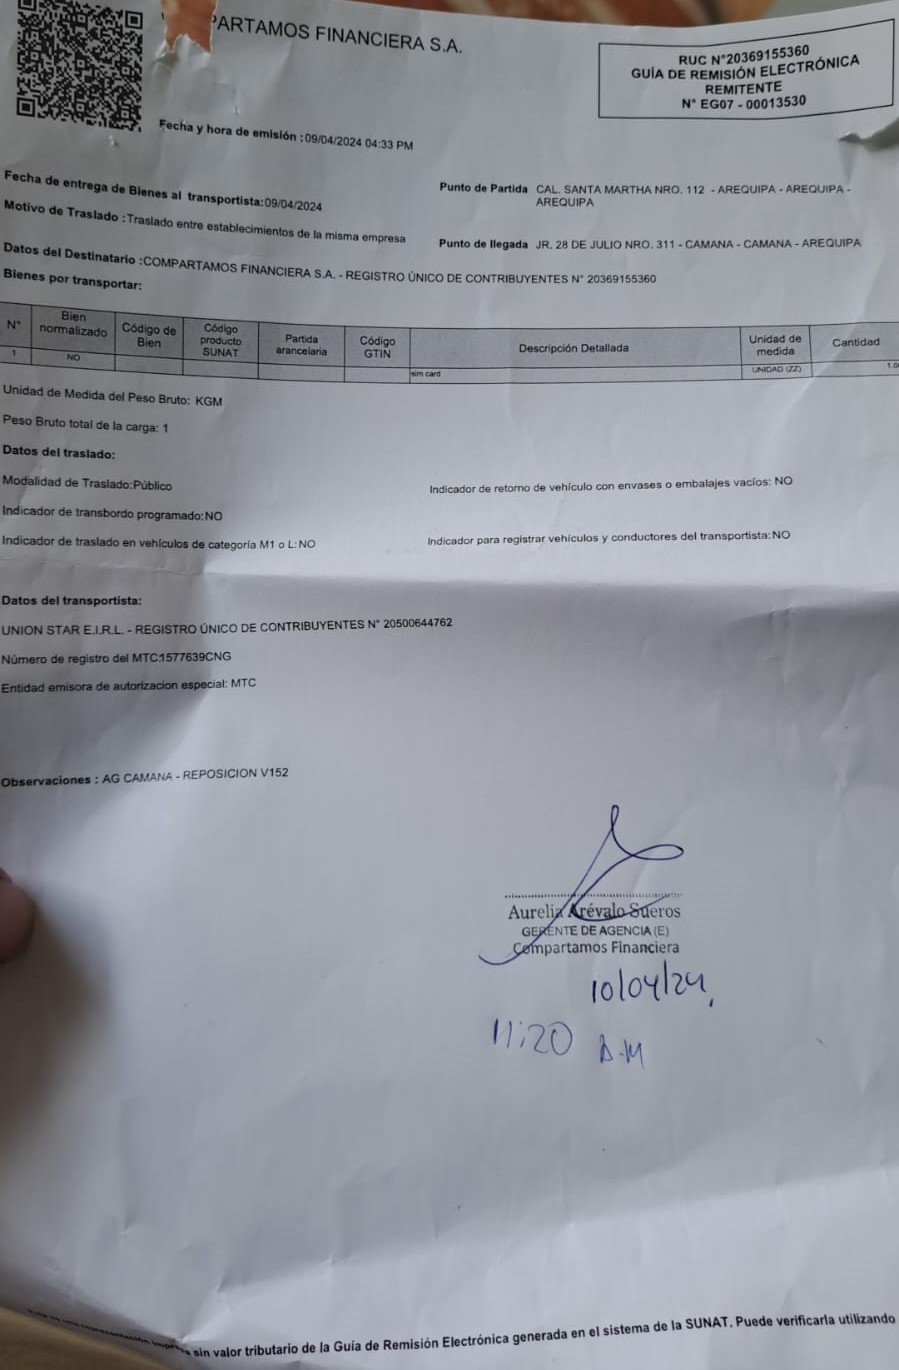 PARTAMOS FINANCIERA S.A.
RUC N°20369155360
GUÍA DE REMISIÓN ELECTRÓNICA
REMITENTE
N° EG07 - 00013530
Fecha y hora de emisión :09/04/2024 04:33 PM
Fecha de entrega de Bienes al transportista:09/04/2024
Punto de Partida CAL. SANTA MARTHA NRO. 112 - AREQUIPA - AREQUIPA -
AREQUIPA
Motivo de Traslado :Traslado entre establecimientos de la misma empresa
Punto de llegada JR. 28 DE JULIO NRO. 311 - CAMANA - CAMANA - AREQUIPA
Datos del Destinatario :COMPARTAMOS FINANCIERA S.A. - REGISTRO ÚNICO DE CONTRIBUYENTES N° 20369155360
Bienes por transportar:
N° Bien normalizado Código de Bien Código producto SUNAT Partida arancelaria Código GTIN Descripción Detallada Unidad de medida Cantidad
1 NO sim card UNIDAD (ZZ) 1.0
Unidad de Medida del Peso Bruto: KGM
Peso Bruto total de la carga: 1
Datos del traslado:
Modalidad de Traslado:Público
Indicador de retorno de vehículo con envases o embalajes vacíos: NO
Indicador de transbordo programado:NO
Indicador de traslado en vehículos de categoría M1 o L:NO
Indicador para registrar vehículos y conductores del transportista:NO
Datos del transportista:
UNION STAR E.I.R.L. - REGISTRO ÚNICO DE CONTRIBUYENTES N° 20500644762
Número de registro del MTC:1577639CNG
Entidad emisora de autorizacion especial: MTC
Observaciones : AG CAMANA - REPOSICION V152
Aurelia Arévalo Sueros
GERENTE DE AGENCIA (E)
Compartamos Financiera
10/04/24,
11:20 A.M
sin valor tributario de la Guía de Remisión Electrónica generada en el sistema de la SUNAT. Puede verificarla utilizando